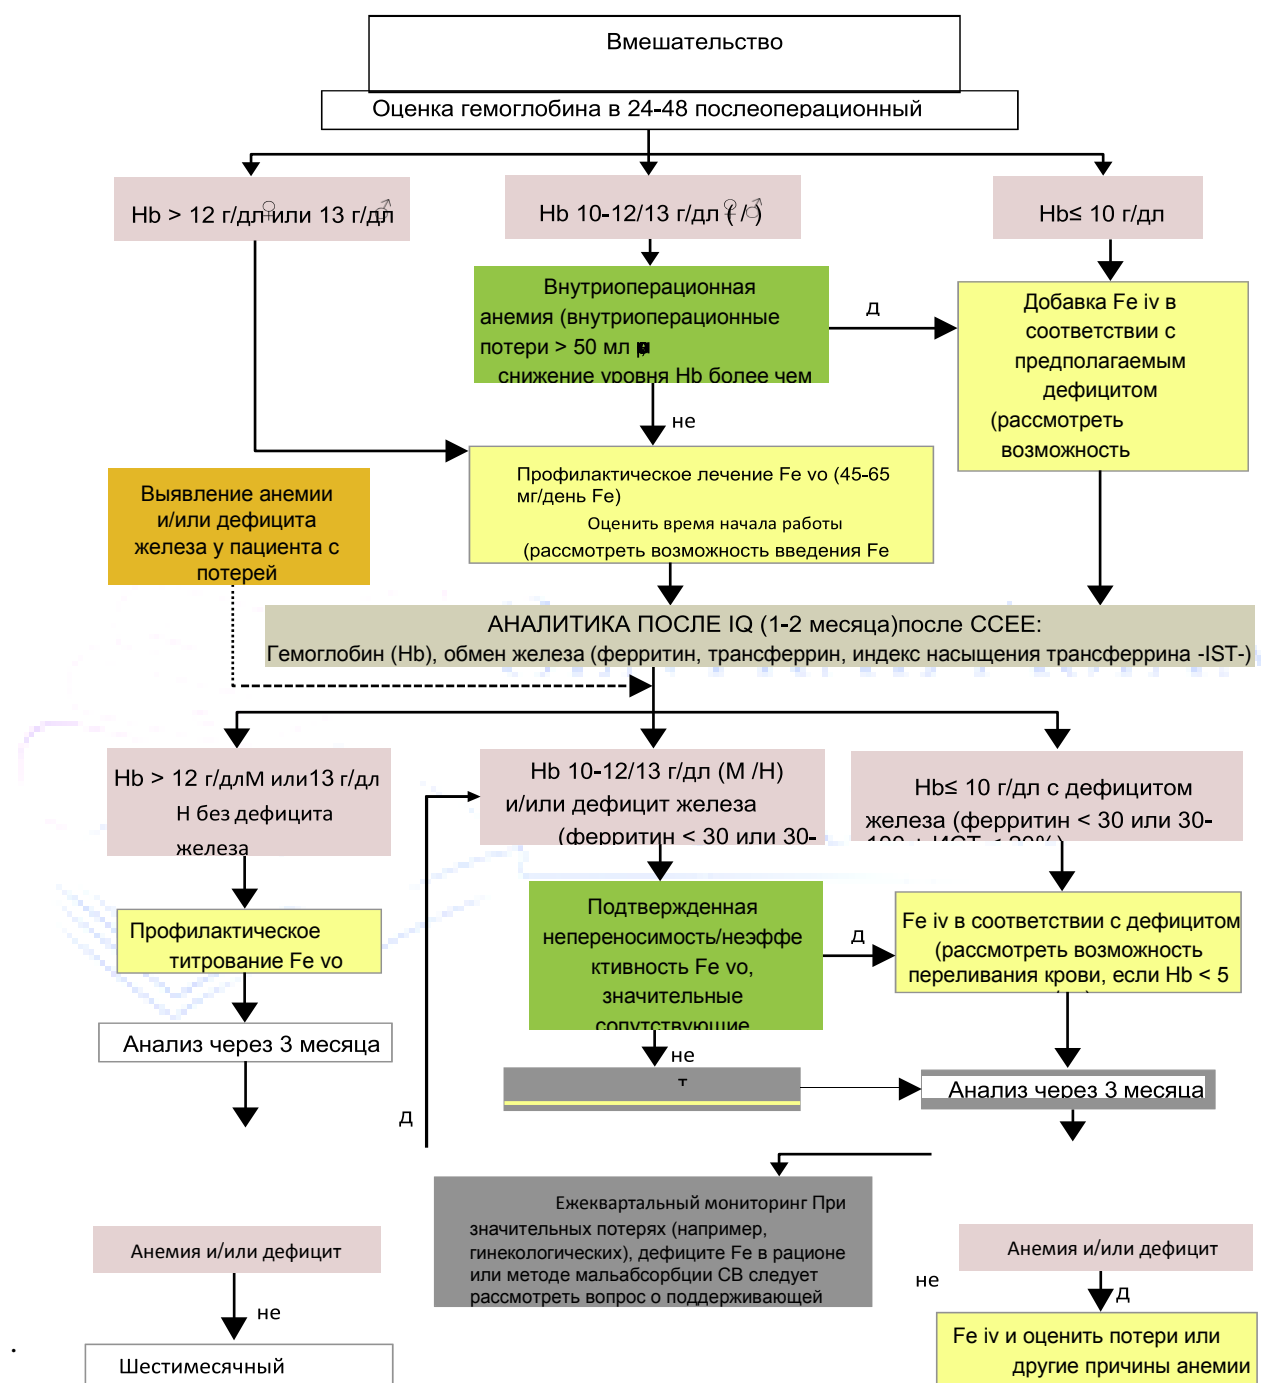 Вмешательство
Оценка гемоглобина в 24-48 послеоперационный
Hb > 12 г/дл ♀ или 13 г/дл ♂
Hb 10-12/13 г/дл (♀/♂)
Hb≤ 10 г/дл
Внутриоперационная
анемия (внутриоперационные
потери > 50 мл
снижение уровня Hb более чем
д
Добавка Fe iv в
соответствии с
предполагаемым
дефицитом
(рассмотреть
возможность
не
Профилактическое лечение Fe vo (45-65
мг/день Fe)
Оценить время начала работы
(рассмотреть возможность введения Fe
Выявление анемии
и/или дефицита
железа у пациента с
потерей
АНАЛИТИКА ПОСЛЕ IQ (1-2 месяца)после CCEE:
Гемоглобин (Hb), обмен железа (ферритин, трансферрин, индекс насыщения трансферрина -IST-)
Hb > 12 г/длМ или13 г/дл
Н без дефицита
железа
Hb 10-12/13 г/дл (М /Н)
и/или дефицит железа
(ферритин < 30 или 30-
Hb≤ 10 г/дл с дефицитом
железа (ферритин < 30 или 30-
Профилактическое
титрование Fe vo
Анализ через 3 месяца
Подтвержденная
непереносимость/неэффе
ктивность Fe vo,
значительные
сопутствующие
д
Fe iv в соответствии с дефицитом
(рассмотреть возможность
переливания крови, если Hb < 5
не
т
Анализ через 3 месяца
д
Ежеквартальный мониторинг При
значительных потерях (например,
гинекологических), дефиците Fe в рационе
или методе мальабсорбции СВ следует
рассмотреть вопрос о поддерживающей
Анемия и/или дефицит
не
Шестимесячный
Анемия и/или дефицит
не
д
Fe iv и оценить потери или
другие причины анемии